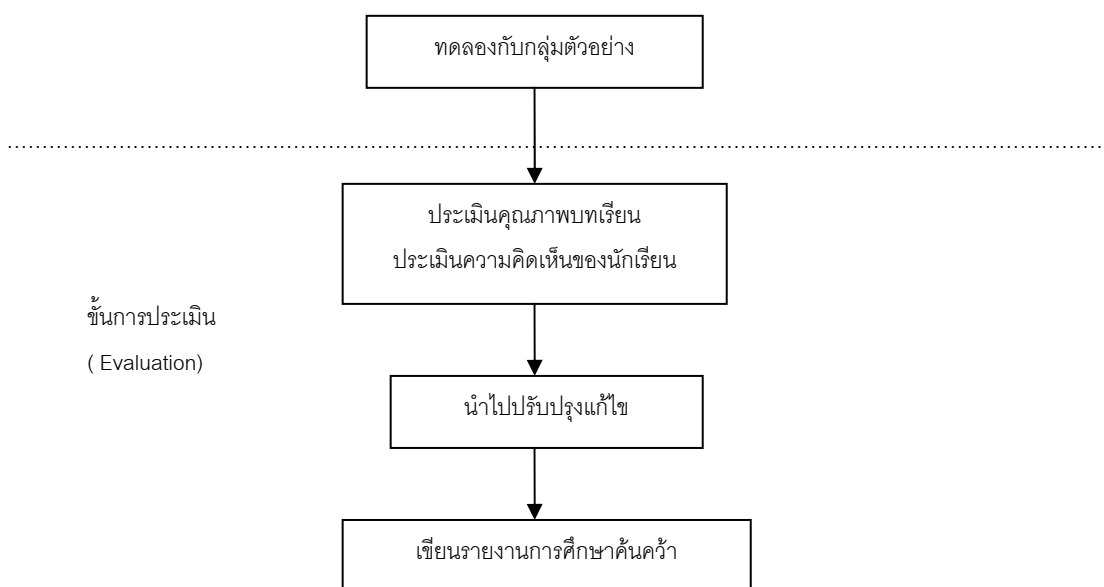 ทดลองกับกลุ่มตัวอย่าง
ประเมินคุณภาพบทเรียน
ประเมินความคิดเห็นของนักเรียน
ขั้นการประเมิน
( Evaluation)
นำไปปรับปรุงแก้ไข
เขียนรายงานการศึกษาค้นคว้า